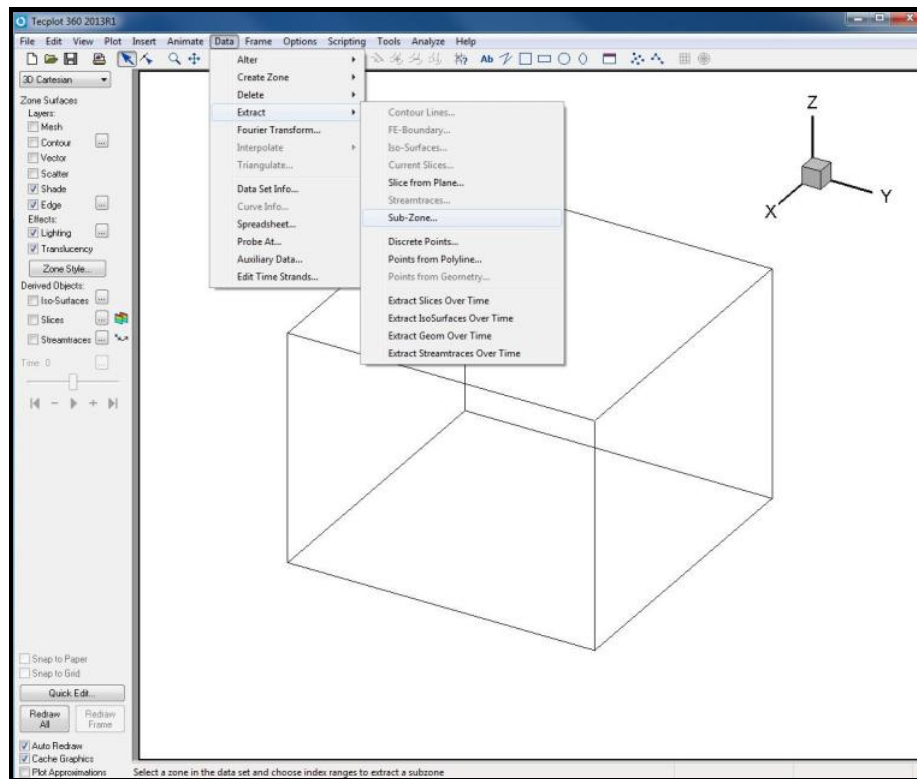 Tecplot 360 2013R1
File Edit View Plot Insert Animate Data Frame Options Scripting Tools Analyze Help
3D Cartesian
Zone Surfaces
Layers:
Mesh
Contour
Vector
Scatter
Shade
Edge
Effects:
Lighting
Translucency
Zone Style...
Derived Objects:
Iso-Surfaces
Slices
Streamtraces
Time: 0
Snap to Paper
Snap to Grid
Quick Edit...
Redraw All
Redraw Frame
Auto Redraw
Cache Graphics
Plot Approximations
Alter
Create Zone
Delete
Extract
Fourier Transform...
Interpolate
Triangulate...
Data Set Info...
Curve Info...
Spreadsheet...
Probe At...
Auxiliary Data...
Edit Time Strands...
Contour Lines...
FE-Boundary...
Iso-Surfaces...
Current Slices...
Slice from Plane...
Streamtraces...
Sub-Zone...
Discrete Points...
Points from Polyline...
Points from Geometry...
Extract Slices Over Time
Extract IsoSurfaces Over Time
Extract Geom Over Time
Extract Streamtraces Over Time
Ab
Z
Y
X
Select a zone in the data set and choose index ranges to extract a subzone